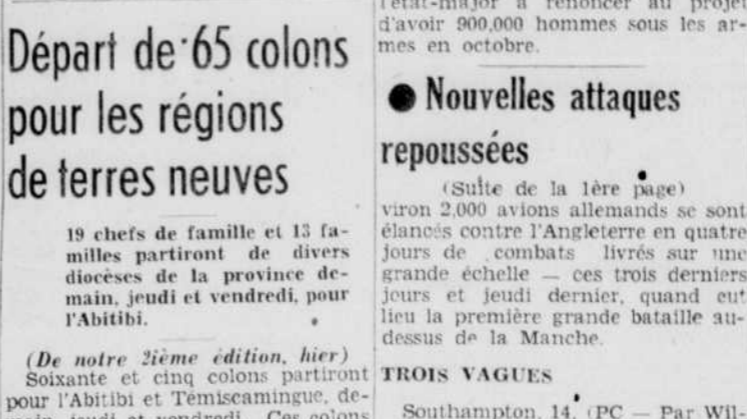 Départ de 65 colons
pour les régions
de terres neuves
19 chefs de famille et 13 fa-
milles partiront de divers
diocèses de la province de-
main, jeudi et vendredi, pour
l'Abitibi.
(De notre 2ième édition, hier)
Soixante et cinq colons partiront
pour l'Abitibi et Témiscamingue, de-
main, jeudi et vendredi. Ces colons
l'état-major à renoncer au projet
d'avoir 900,000 hommes sous les ar-
mes en octobre.
● Nouvelles attaques
repoussées
(Suite de la 1ère page)
viron 2,000 avions allemands se sont
élancés contre l'Angleterre en quatre
jours de combats livrés sur une
grande échelle — ces trois derniers
jours et jeudi dernier, quand eut
lieu la première grande bataille au-
dessus de la Manche.
TROIS VAGUES
Southampton, 14. (PC — Par Wil-